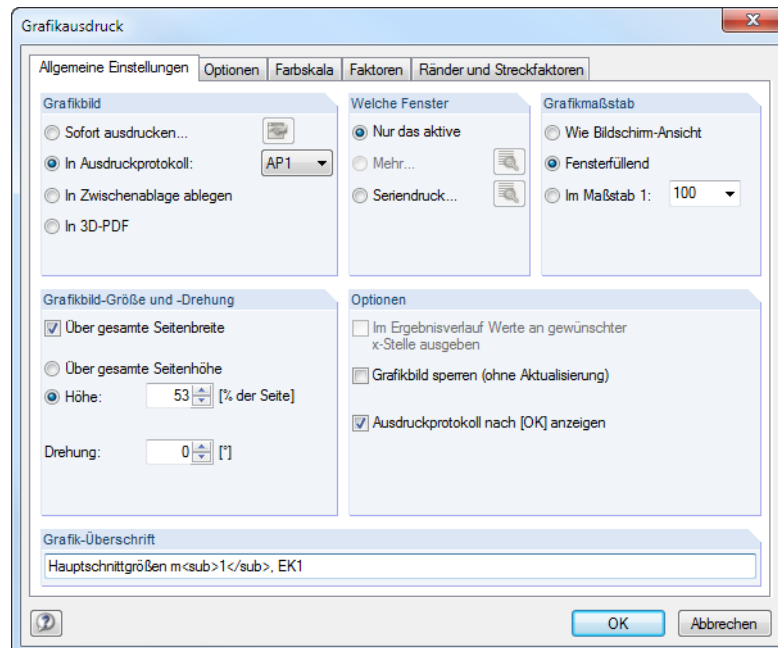 Grafikausdruck
Allgemeine Einstellungen
Optionen
Farbskala
Faktoren
Ränder und Streckfaktoren
Grafikbild
Sofort ausdrucken...
In Ausdruckprotokoll:
AP1
In Zwischenablage ablegen
In 3D-PDF
Welche Fenster
Nur das aktive
Mehr...
Seriendruck...
Grafikmaßstab
Wie Bildschirm-Ansicht
Fensterfüllend
Im Maßstab 1:
100
Grafikbild-Größe und -Drehung
Über gesamte Seitenbreite
Über gesamte Seitenhöhe
Höhe:
53
[% der Seite]
Drehung:
0
[°]
Optionen
Im Ergebnisverlauf Werte an gewünschter
x-Stelle ausgeben
Grafikbild sperren (ohne Aktualisierung)
Ausdruckprotokoll nach [OK] anzeigen
Grafik-Überschrift
Hauptschnittgrößen m<sub>1</sub>, EK1
OK
Abbrechen